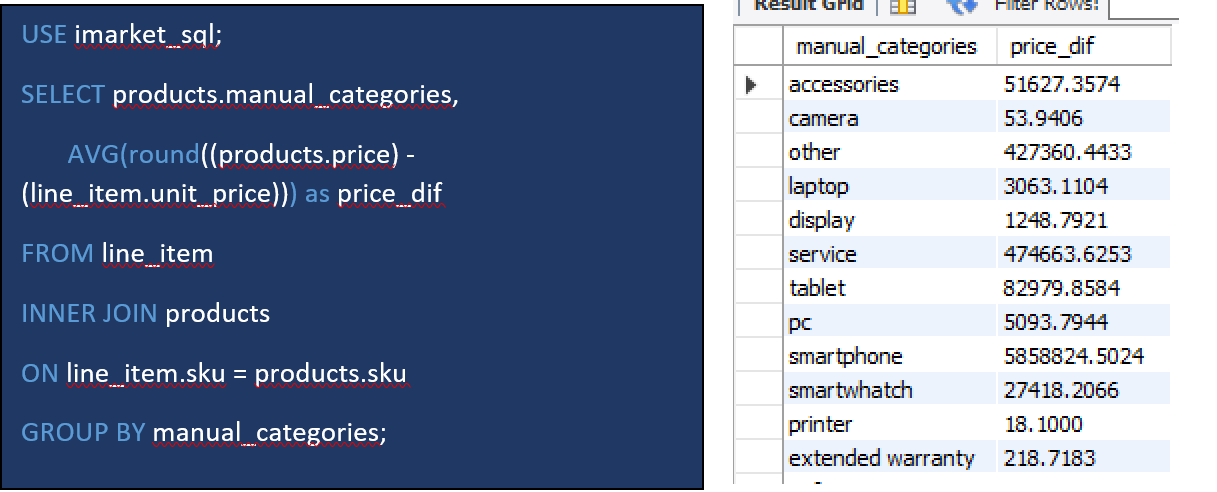 USE imarket_sql;
SELECT products.manual_categories,
AVG(round((products.price) -
(line_item.unit_price))) as price_dif
FROM line_item
INNER JOIN products
ON line_item.sku = products.sku
GROUP BY manual_categories;
Result Grid Filter Rows:
manual_categories price_dif
accessories 51627.3574
camera 53.9406
other 427360.4433
laptop 3063.1104
display 1248.7921
service 474663.6253
tablet 82979.8584
pc 5093.7944
smartphone 5858824.5024
smartwhatch 27418.2066
printer 18.1000
extended warranty 218.7183